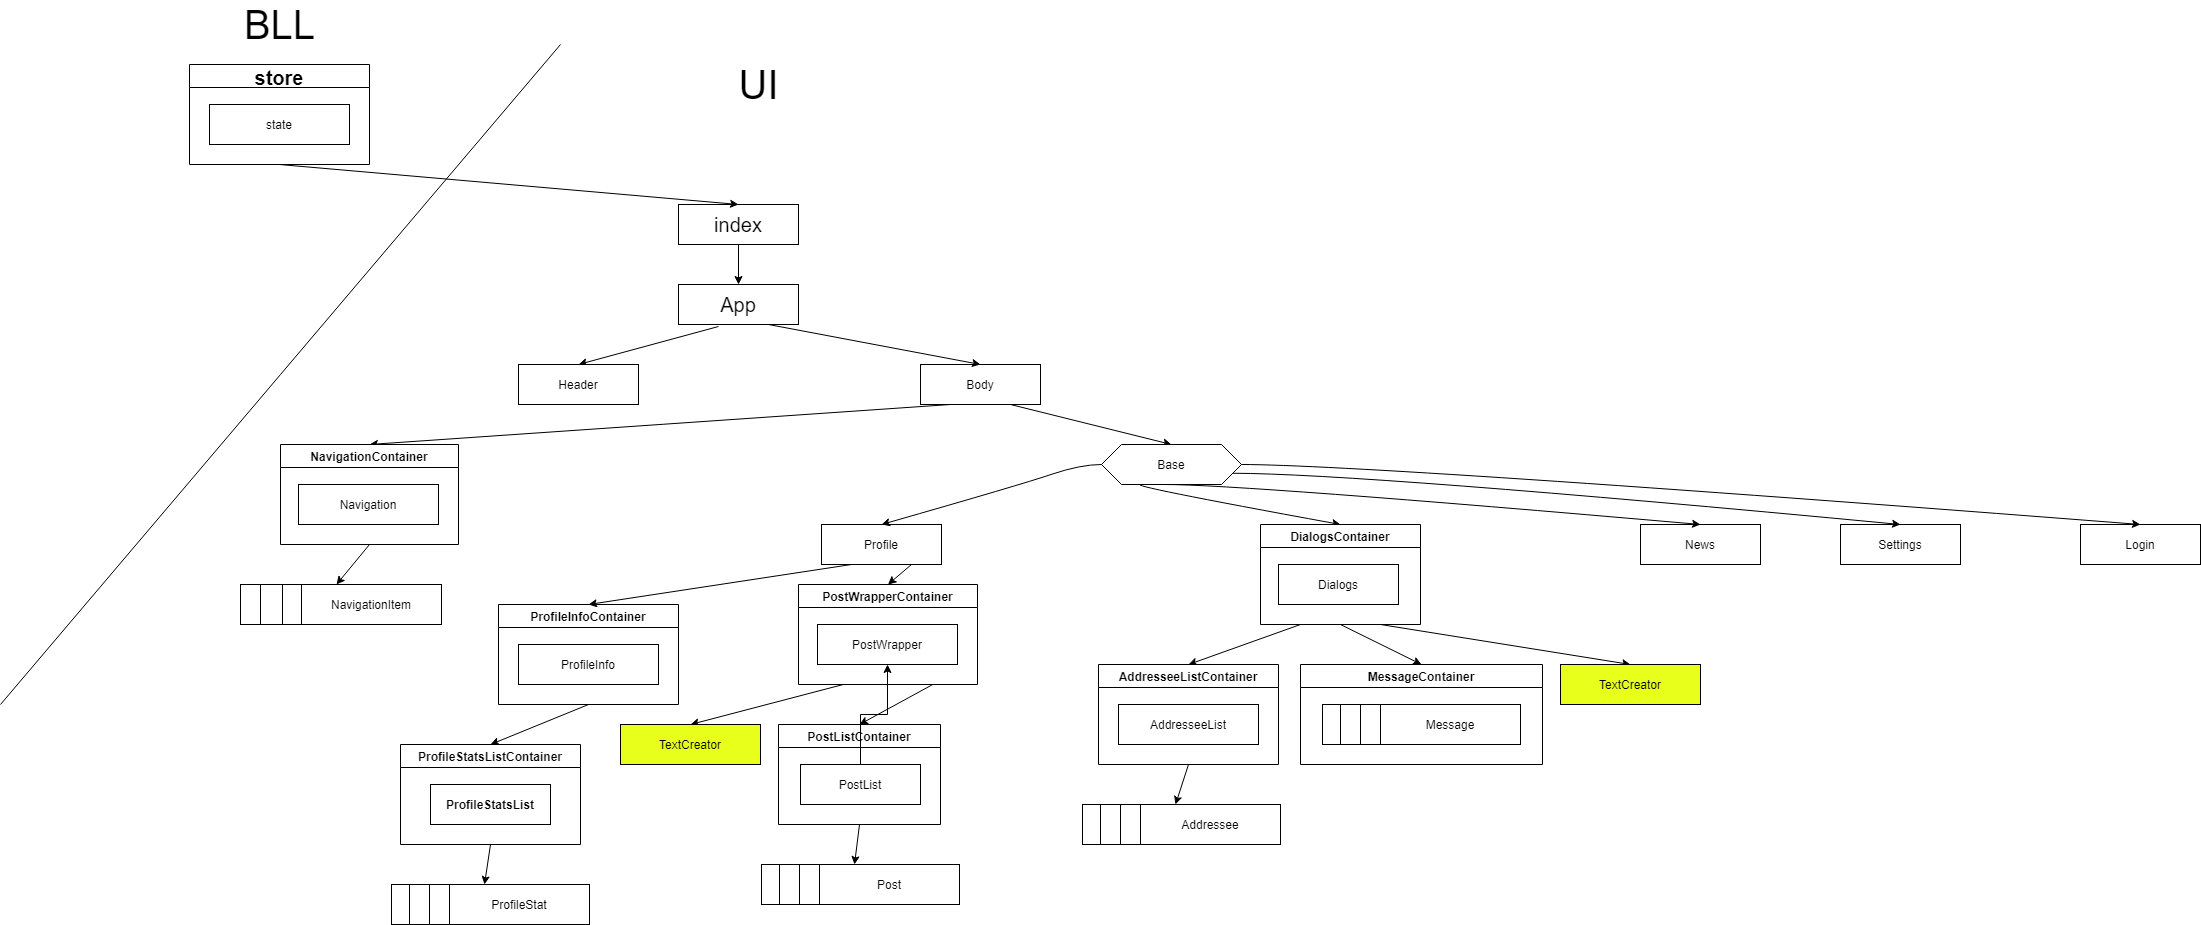 BLL
UI
store
state
index
App
Header
Body
NavigationContainer
Navigation
NavigationItem
Base
Profile
DialogsContainer
Dialogs
News
Settings
Login
ProfileInfoContainer
ProfileInfo
PostWrapperContainer
PostWrapper
AddresseeListContainer
AddresseeList
MessageContainer
Message
TextCreator
ProfileStatsListContainer
ProfileStatsList
TextCreator
PostListContainer
PostList
Addressee
Post
ProfileStat